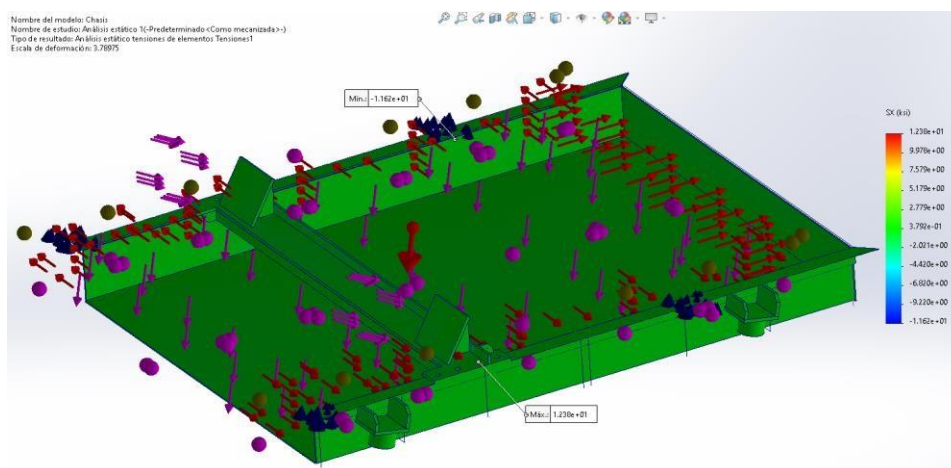 Nombre del modelo: Chasis
Nombre de estudio: Análisis estático 1(-Predeterminado<Como mecanizada>-)
Tipo de resultado: Análisis estático tensiones de elementos Tensiones1
Escala de deformación: 3.78975
Mín.: -1.162e+01
SX (ksi)
1.238e+01
9.978e+00
7.579e+00
5.179e+00
2.779e+00
3.792e-01
-2.021e+00
-4.420e+00
-6.820e+00
-9.220e+00
-1.162e+01
Máx.: 1.238e+01